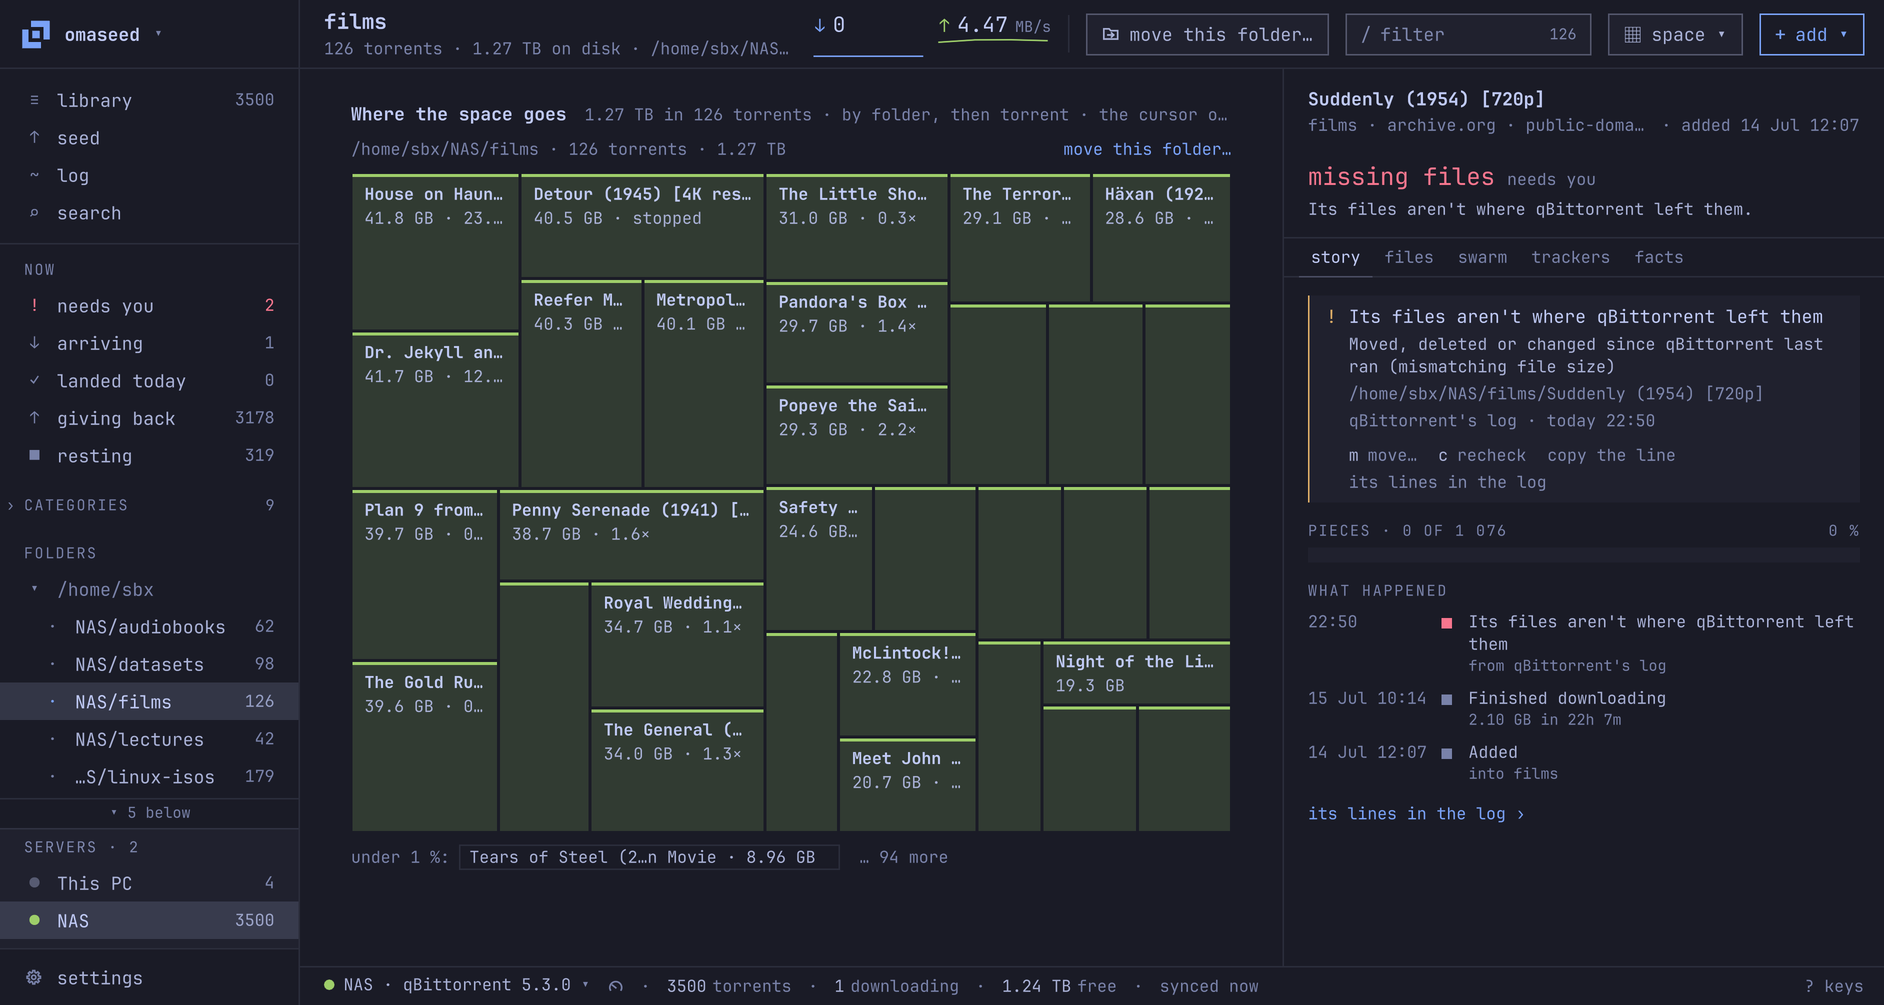 omaseed
films
126 torrents · 1.27 TB on disk · /home/sbx/NAS…
↓ 0
↑ 4.47 MB/s
move this folder…
/ filter 126
space
+ add
≡ library 3500
↑ seed
~ log
search
NOW
! needs you 2
↓ arriving 1
✓ landed today 0
↑ giving back 3178
■ resting 319
› CATEGORIES 9
FOLDERS
▾ /home/sbx
· NAS/audiobooks 62
· NAS/datasets 98
· NAS/films 126
· NAS/lectures 42
· …S/linux-isos 179
▾ 5 below
SERVERS · 2
This PC 4
NAS 3500
settings
Where the space goes 1.27 TB in 126 torrents · by folder, then torrent · the cursor o…
/home/sbx/NAS/films · 126 torrents · 1.27 TB
move this folder…
House on Haun…
41.8 GB · 23.…
Detour (1945) [4K res…
40.5 GB · stopped
The Little Sho…
31.0 GB · 0.3×
The Terror…
29.1 GB · …
Häxan (192…
28.6 GB · …
Reefer M…
40.3 GB …
Metropol…
40.1 GB …
Pandora's Box …
29.7 GB · 1.4×
Dr. Jekyll an…
41.7 GB · 12.…
Popeye the Sai…
29.3 GB · 2.2×
Plan 9 from…
39.7 GB · 0…
Penny Serenade (1941) […
38.7 GB · 1.6×
Safety …
24.6 GB…
Royal Wedding…
34.7 GB · 1.1×
McLintock!…
22.8 GB · …
Night of the Li…
19.3 GB
The Gold Ru…
39.6 GB · 0…
The General (…
34.0 GB · 1.3×
Meet John …
20.7 GB · …
under 1 %: Tears of Steel (2…n Movie · 8.96 GB … 94 more
Suddenly (1954) [720p]
films · archive.org · public-doma… · added 14 Jul 12:07
missing files needs you
Its files aren't where qBittorrent left them.
story files swarm trackers facts
! Its files aren't where qBittorrent left them
Moved, deleted or changed since qBittorrent last
ran (mismatching file size)
/home/sbx/NAS/films/Suddenly (1954) [720p]
qBittorrent's log · today 22:50
m move… c recheck copy the line
its lines in the log
PIECES · 0 OF 1 076 0 %
WHAT HAPPENED
22:50 Its files aren't where qBittorrent left
them
from qBittorrent's log
15 Jul 10:14 Finished downloading
2.10 GB in 22h 7m
14 Jul 12:07 Added
into films
its lines in the log ›
NAS · qBittorrent 5.3.0 ▾ · 3500 torrents · 1 downloading · 1.24 TB free · synced now
? keys